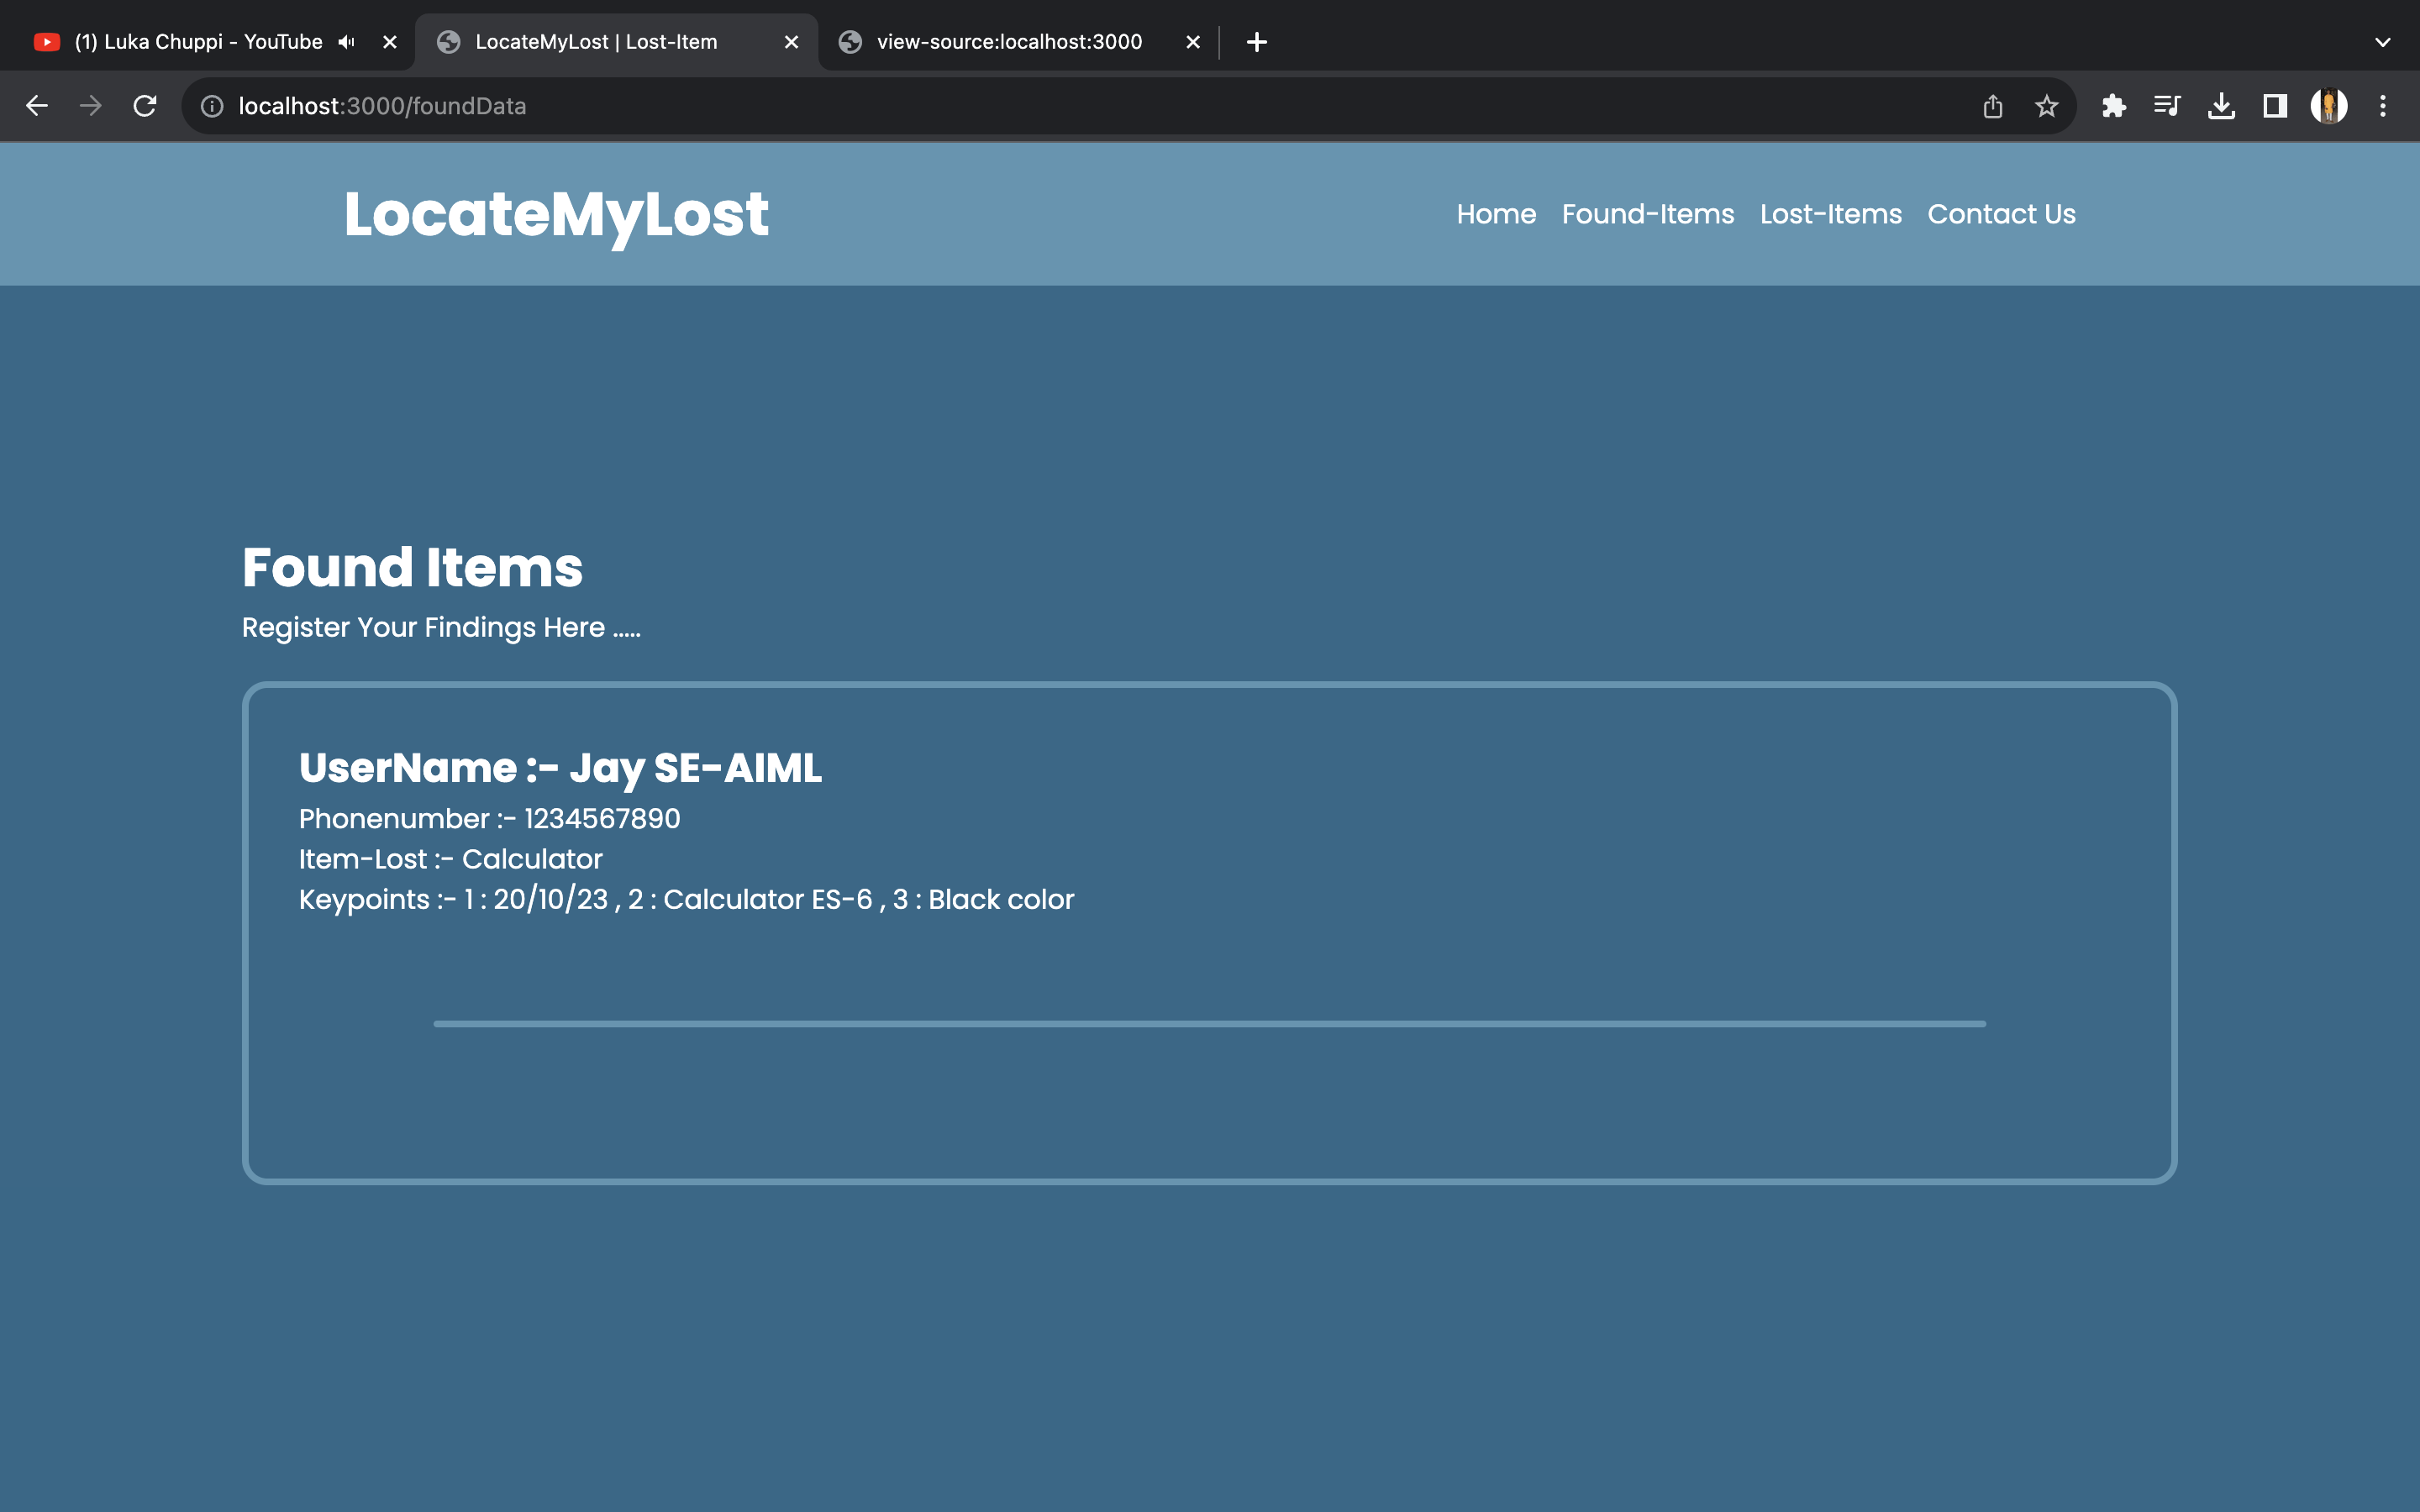 (1) Luka Chuppi - YouTube
LocateMyLost | Lost-Item
view-source:localhost:3000
localhost:3000/foundData
LocateMyLost
Home Found-Items Lost-Items Contact Us
Found Items
Register Your Findings Here .....
UserName :- Jay SE-AIML
Phonenumber :- 1234567890
Item-Lost :- Calculator
Keypoints :- 1 : 20/10/23 , 2 : Calculator ES-6 , 3 : Black color